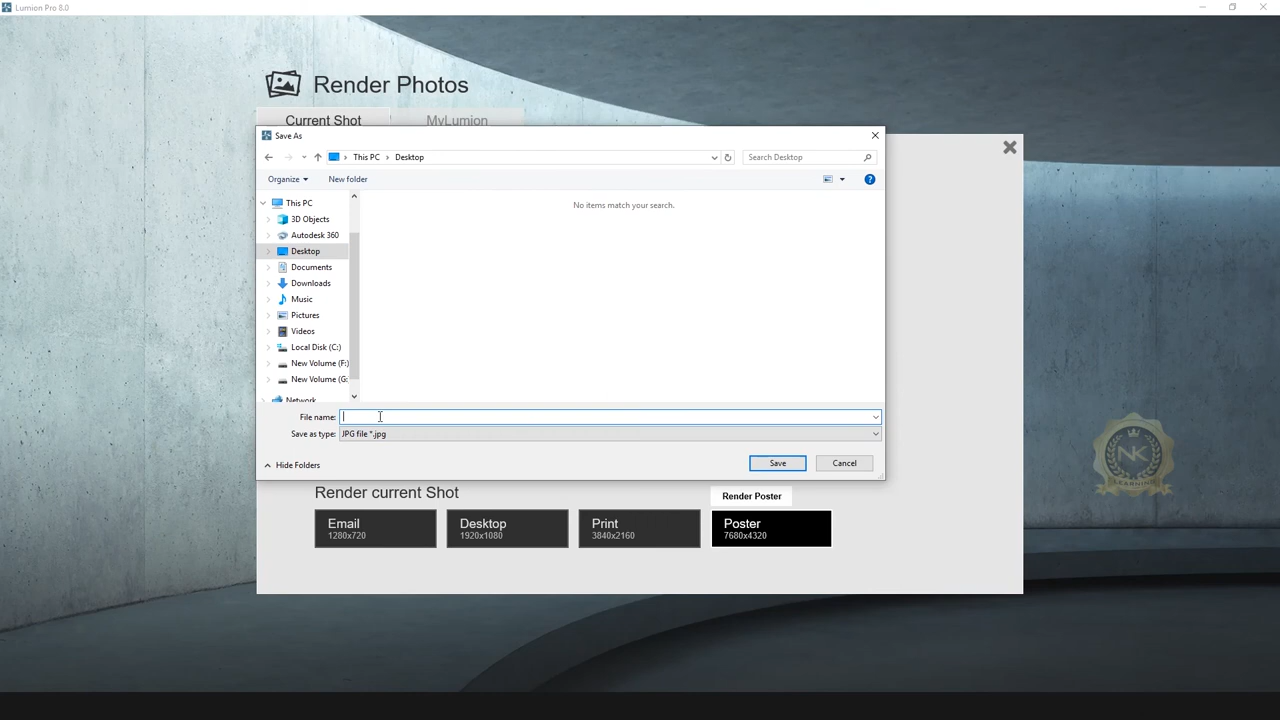 Lumion Pro 8.0
Render Photos
Current Shot
MyLumion
Save As
This PC
Desktop
Search Desktop
Organize
New folder
No items match your search.
This PC
3D Objects
Autodesk 360
Desktop
Documents
Downloads
Music
Pictures
Videos
Local Disk (C:)
New Volume (F:)
New Volume (G:
Network
File name:
Save as type: JPG file *.jpg
Hide Folders
Save
Cancel
Render current Shot
Render Poster
Email
1280x720
Desktop
1920x1080
Print
3840x2160
Poster
7680x4320
NK
LEARNING